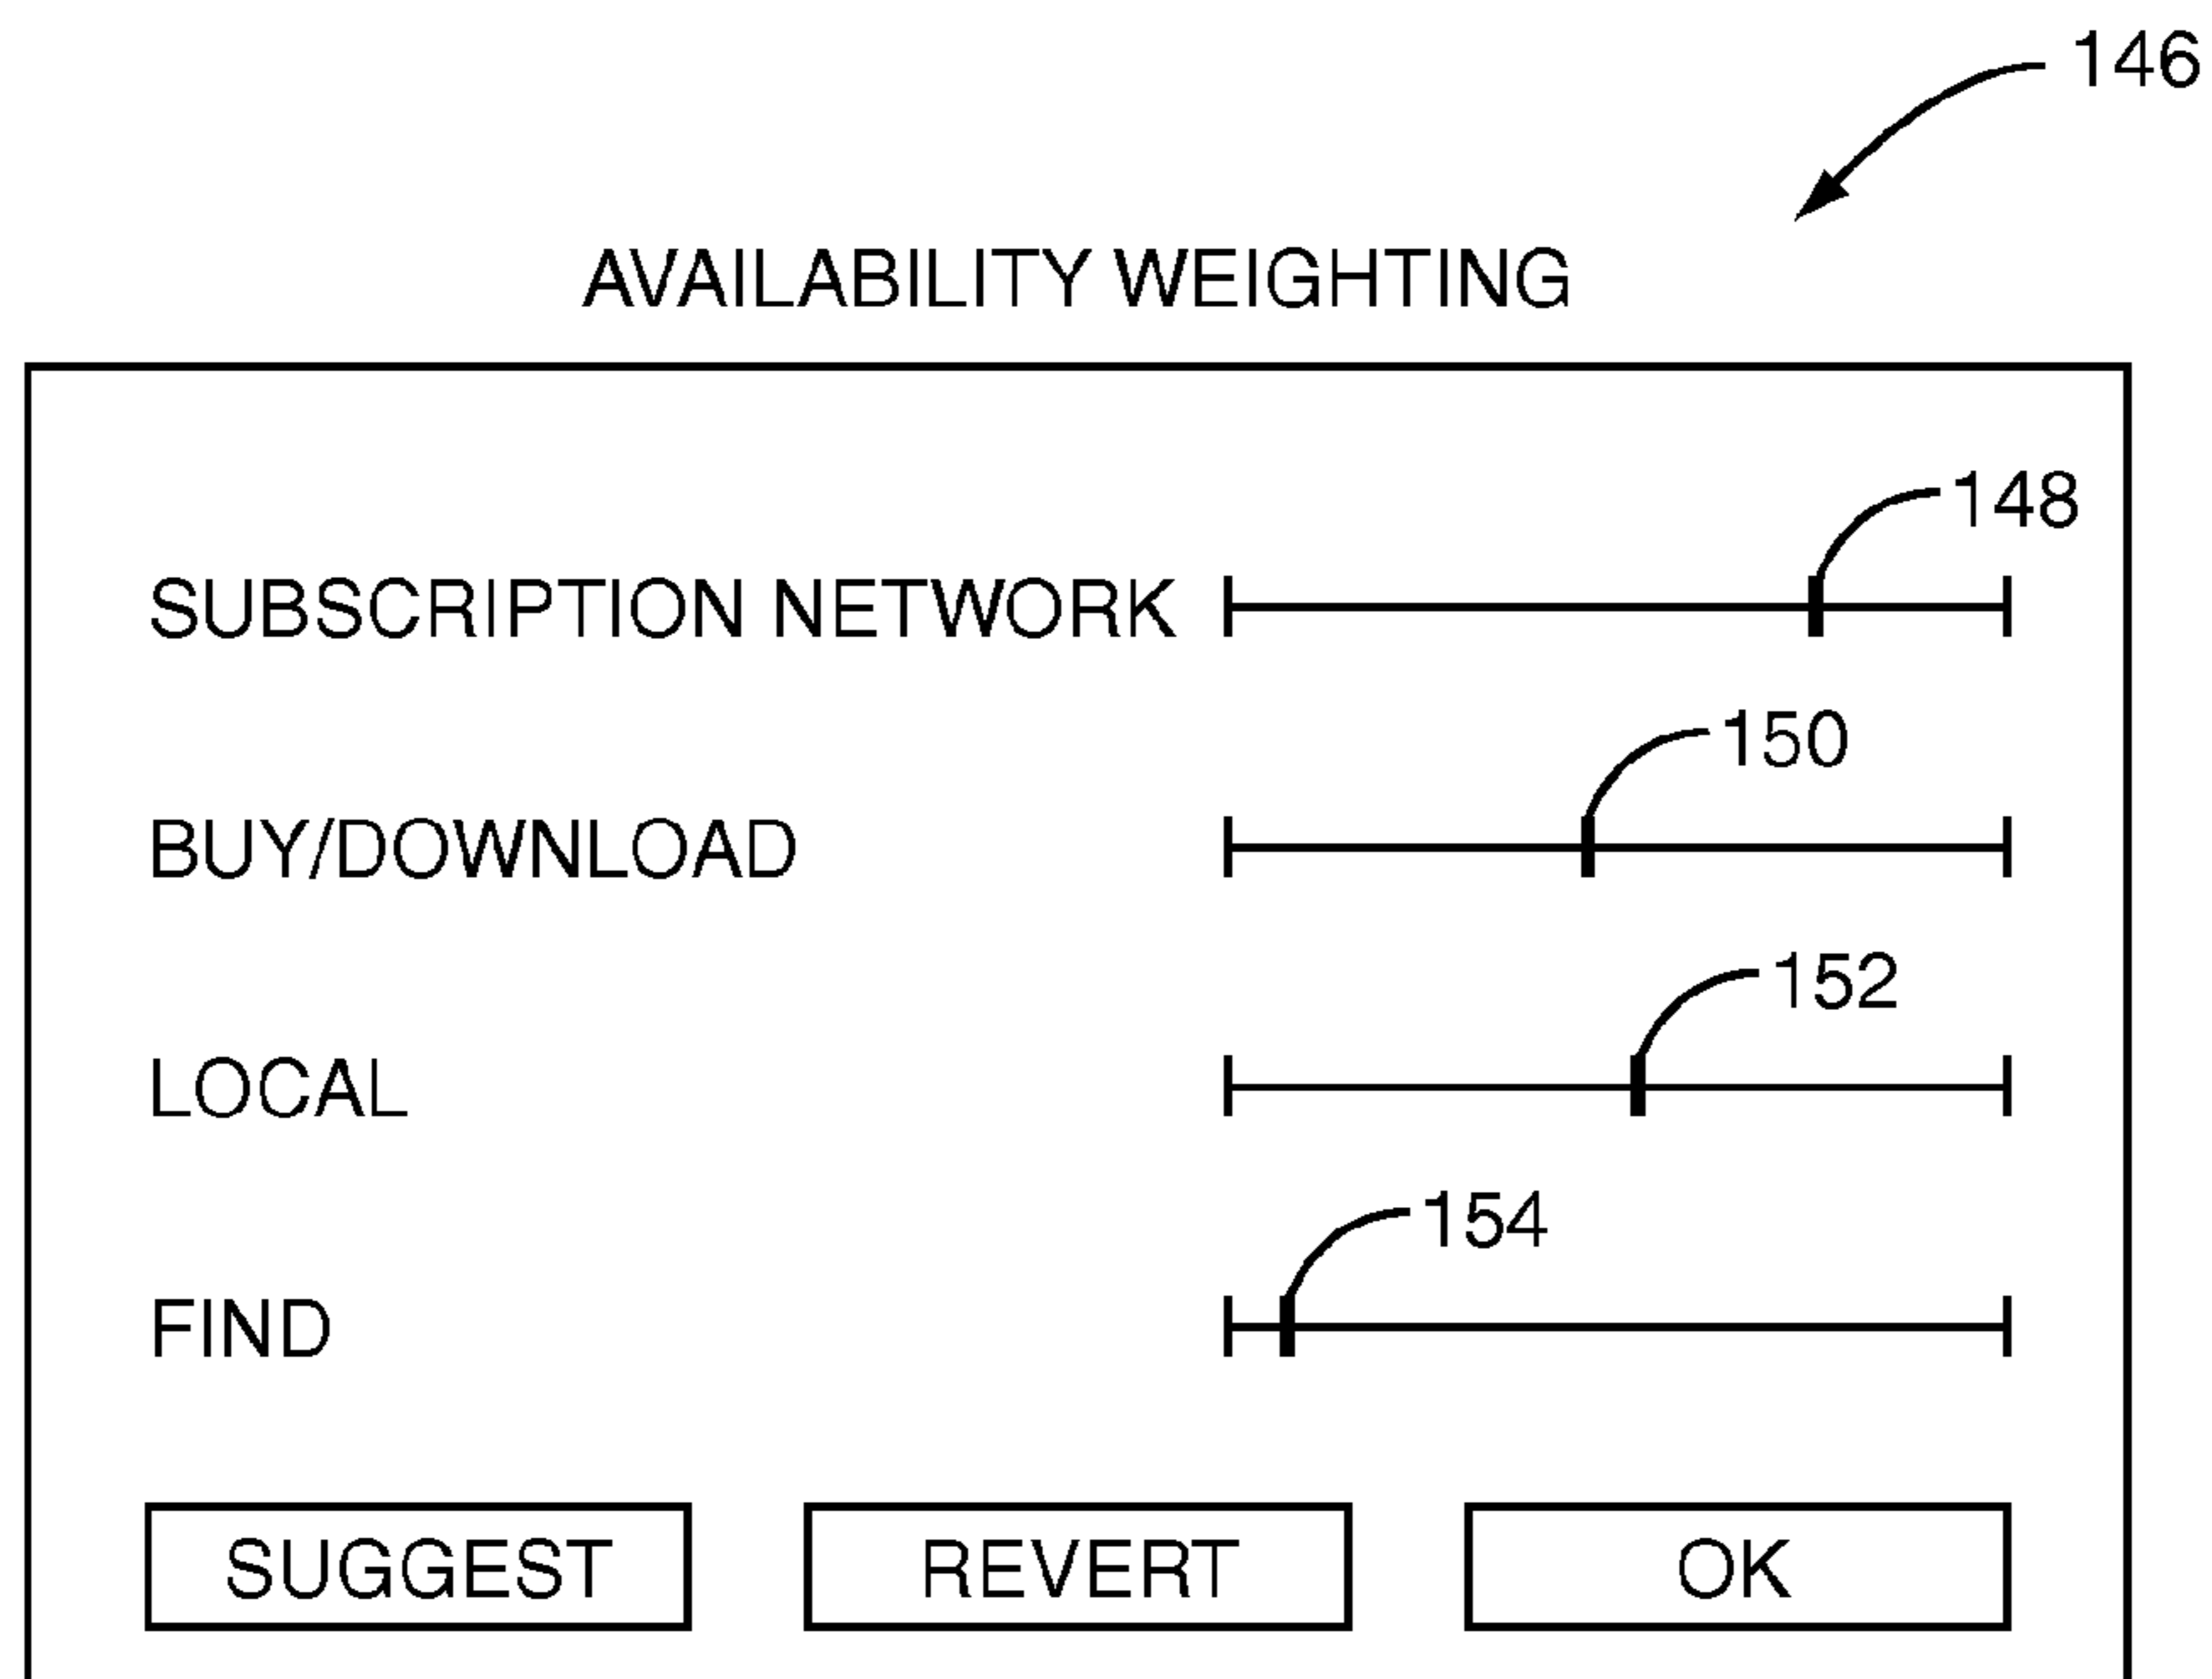 146
AVAILABILITY WEIGHTING
148
SUBSCRIPTION NETWORK
150
BUY/DOWNLOAD
152
LOCAL
154
FIND
SUGGEST REVERT OK